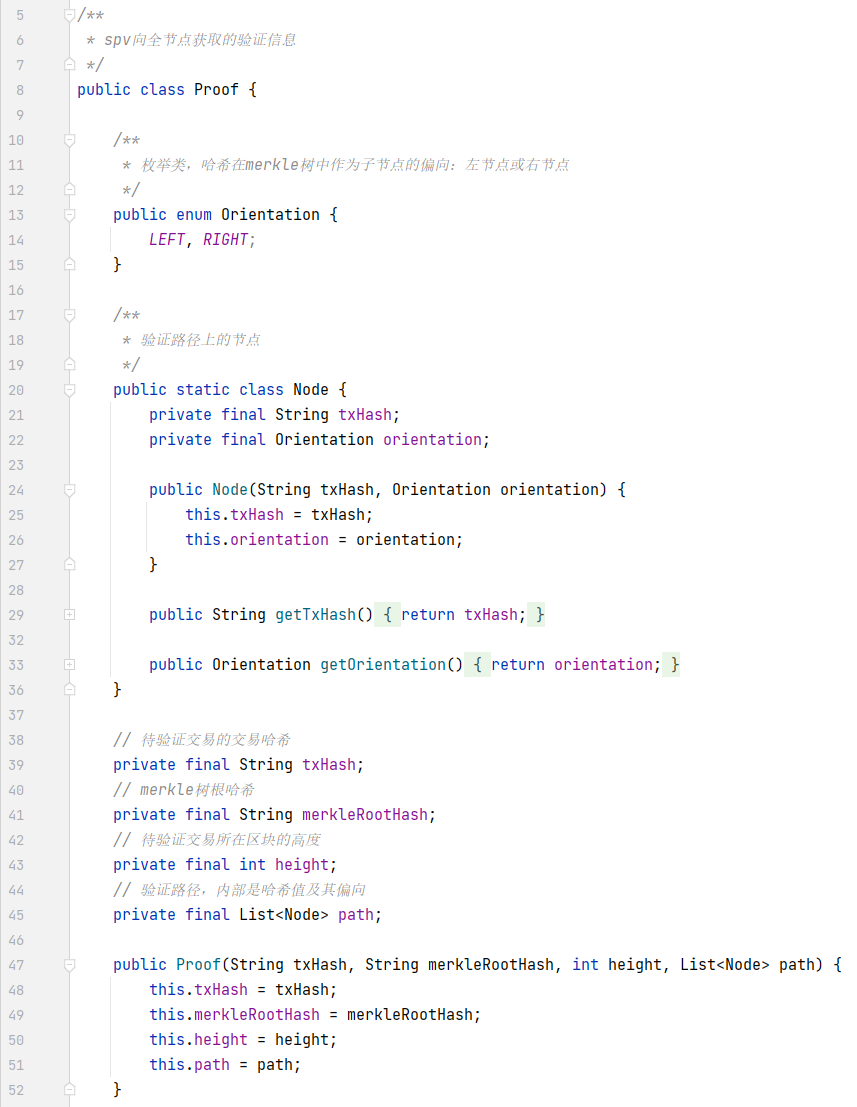 5 /**
6  * spv向全节点获取的验证信息
7  */
8 public class Proof {
9
10     /**
11      * 枚举类，哈希在merkle树中作为子节点的偏向：左节点或右节点
12      */
13     public enum Orientation {
14         LEFT, RIGHT;
15     }
16
17     /**
18      * 验证路径上的节点
19      */
20     public static class Node {
21         private final String txHash;
22         private final Orientation orientation;
23
24         public Node(String txHash, Orientation orientation) {
25             this.txHash = txHash;
26             this.orientation = orientation;
27         }
28
29         public String getTxHash() { return txHash; }
32
33         public Orientation getOrientation() { return orientation; }
36     }
37
38     // 待验证交易的交易哈希
39     private final String txHash;
40     // merkle树根哈希
41     private final String merkleRootHash;
42     // 待验证交易所在区块的高度
43     private final int height;
44     // 验证路径，内部是哈希值及其偏向
45     private final List<Node> path;
46
47     public Proof(String txHash, String merkleRootHash, int height, List<Node> path) {
48         this.txHash = txHash;
49         this.merkleRootHash = merkleRootHash;
50         this.height = height;
51         this.path = path;
52     }